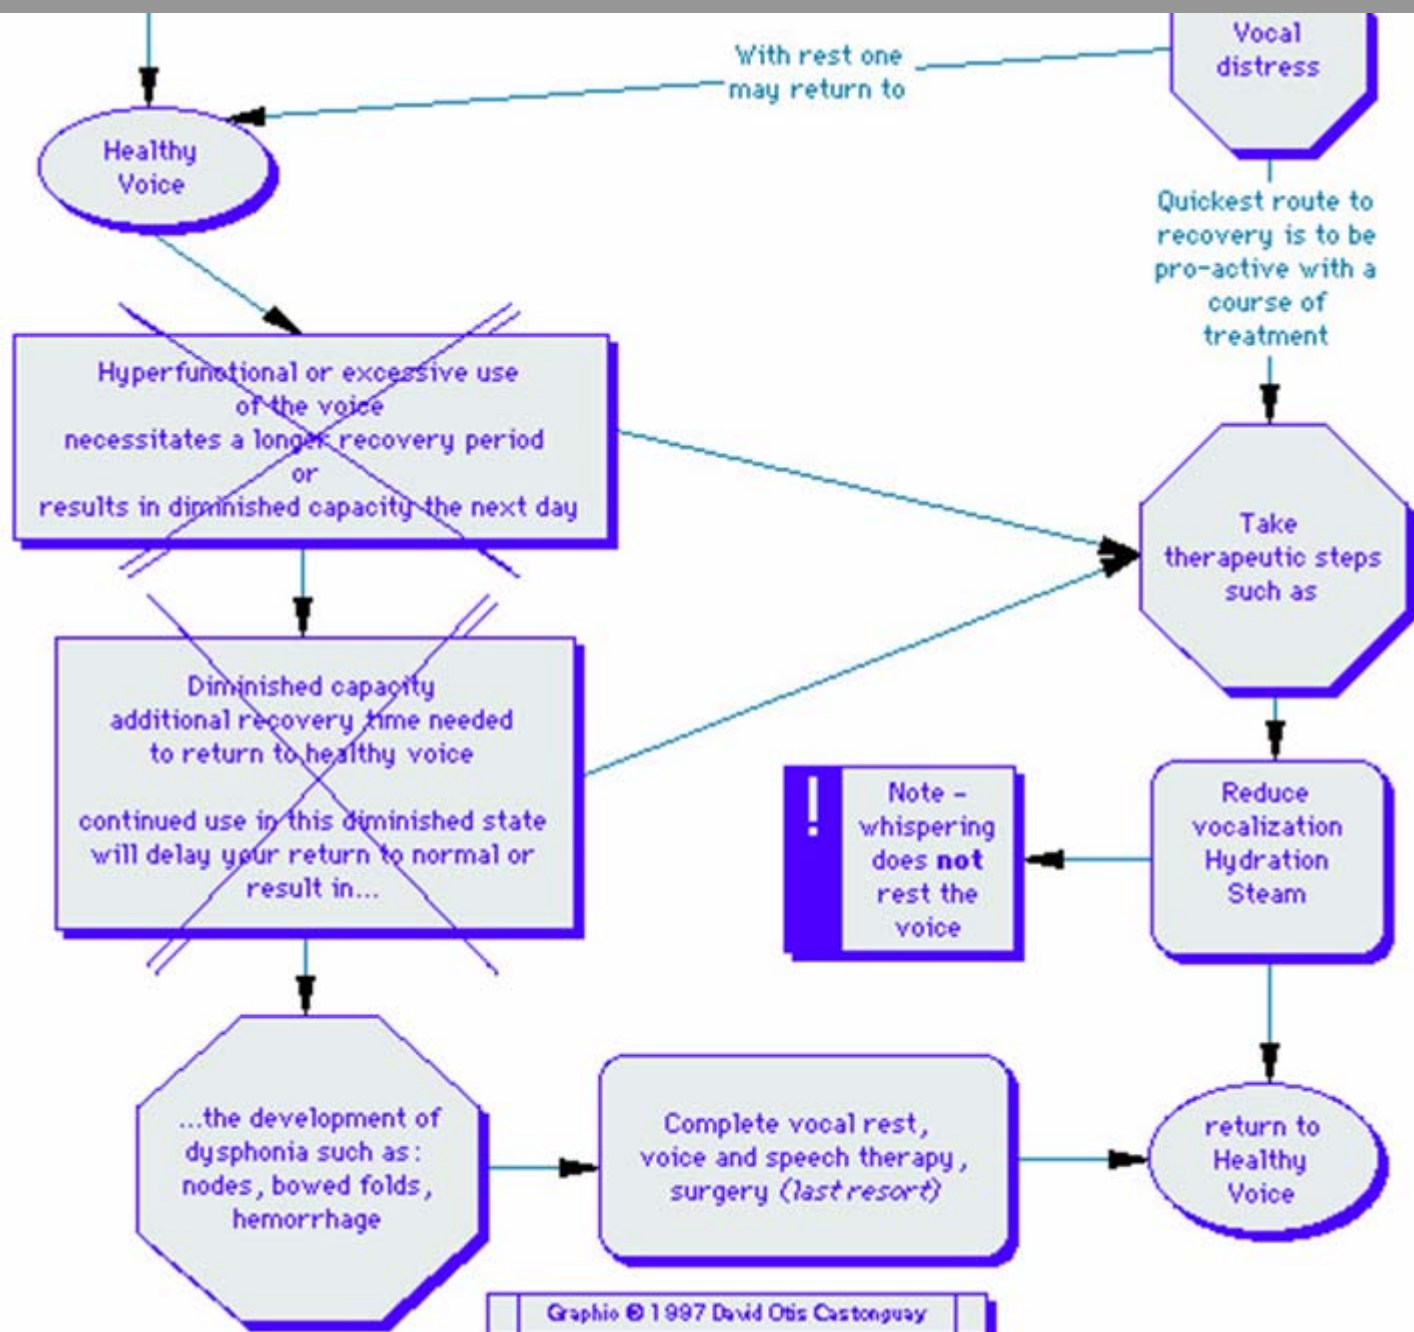 Vocal
distress
With rest one
may return to
Healthy
Voice
Quickest route to
recovery is to be
pro-active with a
course of
treatment
Hyperfunctional or excessive use
of the voice
necessitates a longer recovery period
or
results in diminished capacity the next day
Take
therapeutic steps
such as
Diminished capacity
additional recovery time needed
to return to healthy voice
continued use in this diminished state
will delay your return to normal or
result in...
!
Note -
whispering
does not
rest the
voice
Reduce
vocalization
Hydration
Steam
...the development of
dysphonia such as:
nodes, bowed folds,
hemorrhage
Complete vocal rest,
voice and speech therapy,
surgery (last resort)
return to
Healthy
Voice
Graphic © 1997 David Otis Castonguay